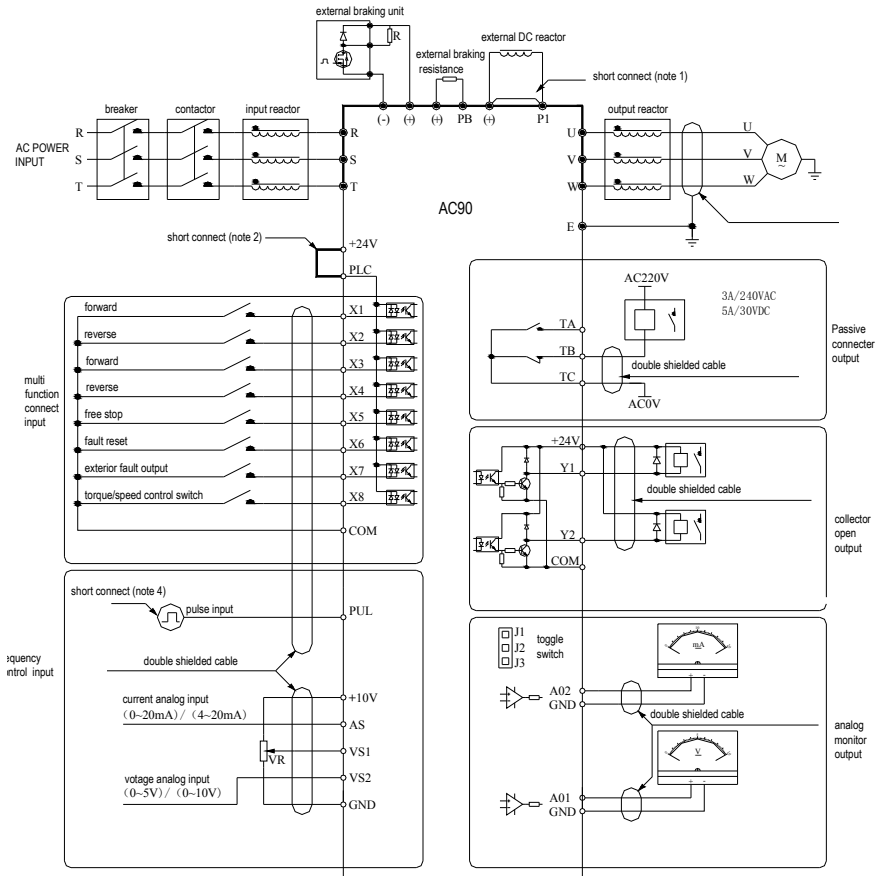 external braking unit
R
external DC reactor
external braking
resistance
short connect (note 1)
breaker
contactor
input reactor
(-)
(+)
(+)
PB
(+)
P1
output reactor
AC POWER
INPUT
R
S
T
R
S
T
U
V
W
U
V
W
M
~
AC90
E
short connect (note 2)
+24V
PLC
multi
function
connect
input
forward
X1
reverse
X2
forward
X3
reverse
X4
free stop
X5
fault reset
X6
exterior fault output
X7
torque/speed control switch
X8
COM
AC220V
3A/240VAC
5A/30VDC
TA
TB
TC
double shielded cable
AC0V
Passive
connecter
output
+24V
Y1
double shielded cable
Y2
COM
collector
open
output
short connect (note 4)
pulse input
PUL
equency
ntrol input
double shielded cable
current analog input
(0~20mA)/ (4~20mA)
+10V
AS
VR
VS1
votage analog input
(0~5V)/ (0~10V)
VS2
GND
J1
J2
J3
toggle
switch
mA
+ -
A02
GND
double shielded cable
V
+ -
A01
GND
analog
monitor
output